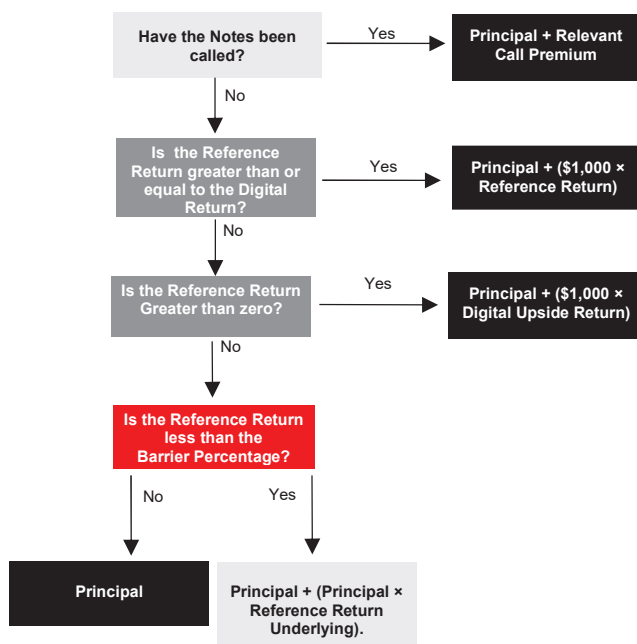 Have the Notes been
called?
Yes
Principal + Relevant
Call Premium
No
Is the Reference
Return greater than or
equal to the Digital
Return?
Yes
Principal + ($1,000 ×
Reference Return)
No
Is the Reference Return
Greater than zero?
Yes
Principal + ($1,000 ×
Digital Upside Return)
No
Is the Reference Return
less than the
Barrier Percentage?
No
Yes
Principal
Principal + (Principal ×
Reference Return
Underlying).